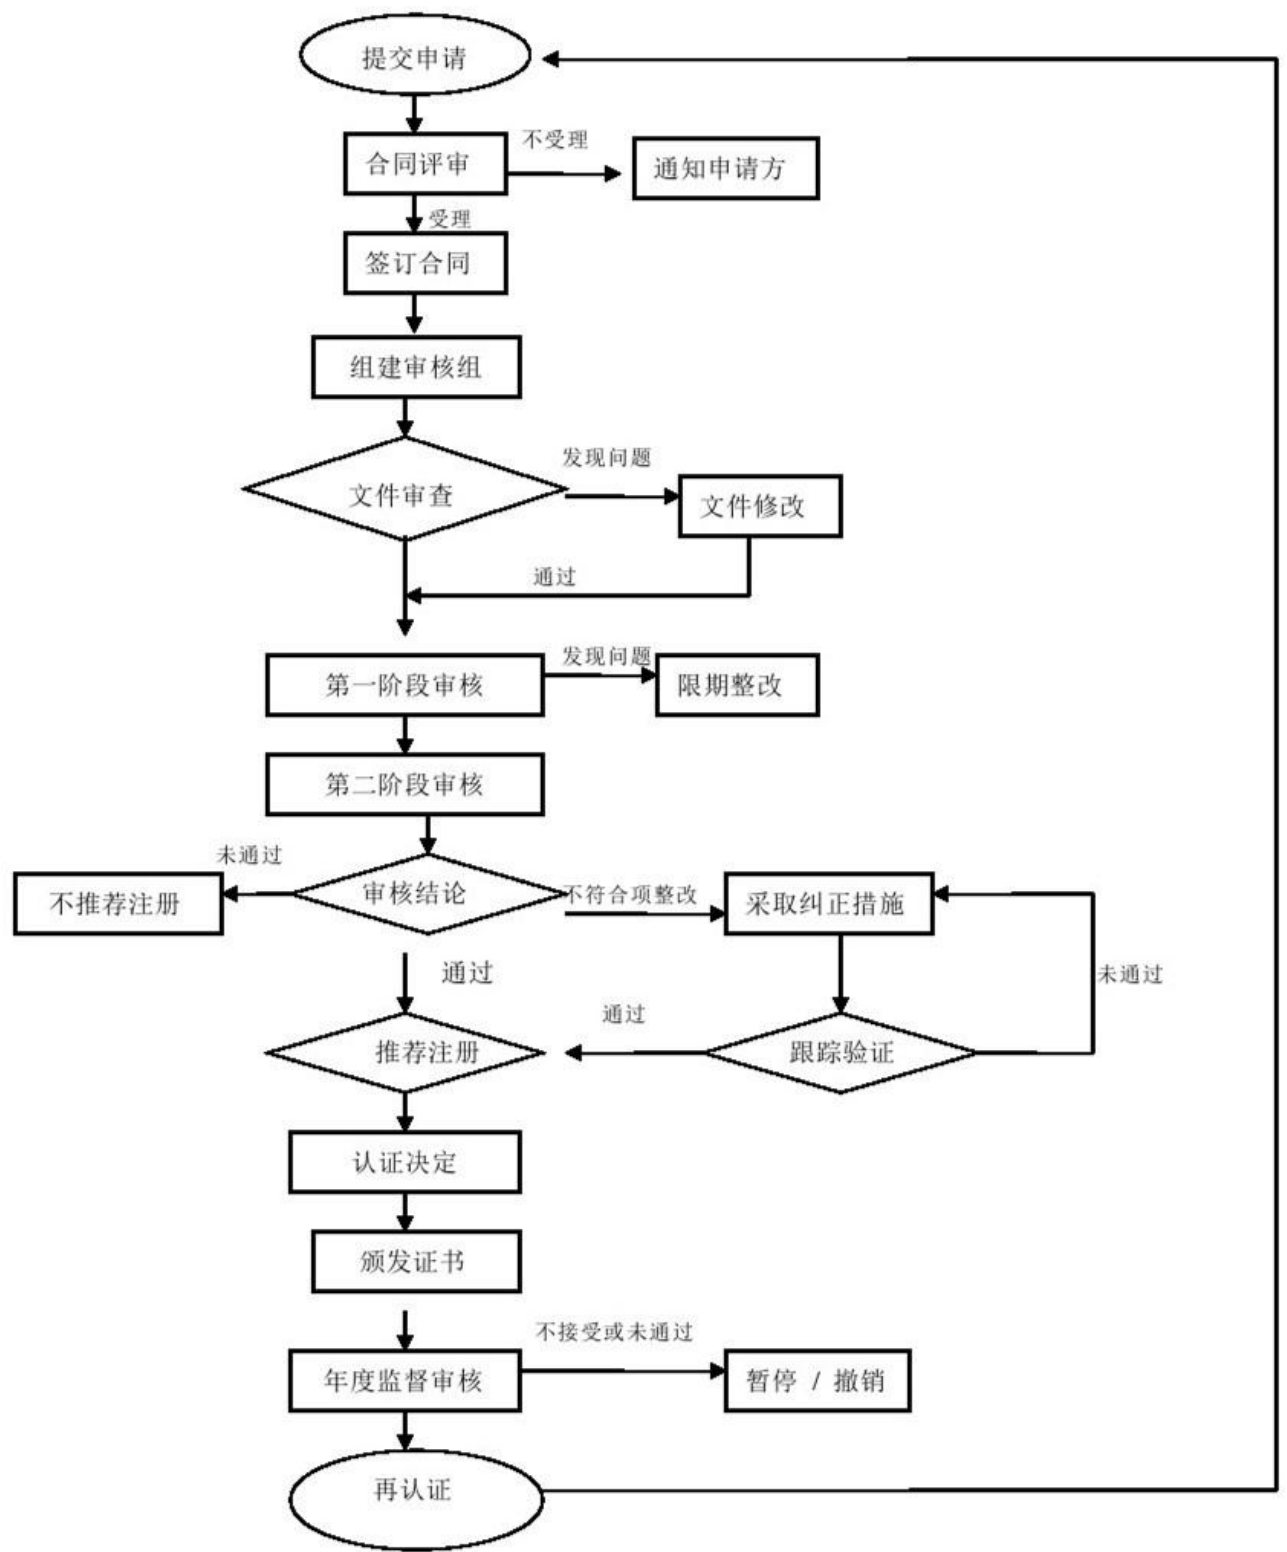 提交申请
不受理
合同评审
通知申请方
受理
签订合同
组建审核组
发现问题
文件审查
文件修改
通过
发现问题
第一阶段审核
限期整改
第二阶段审核
未通过
审核结论
不符合项整改
不推荐注册
采取纠正措施
通过
未通过
通过
推荐注册
跟踪验证
认证决定
颁发证书
不接受或未通过
年度监督审核
暂停 / 撤销
再认证